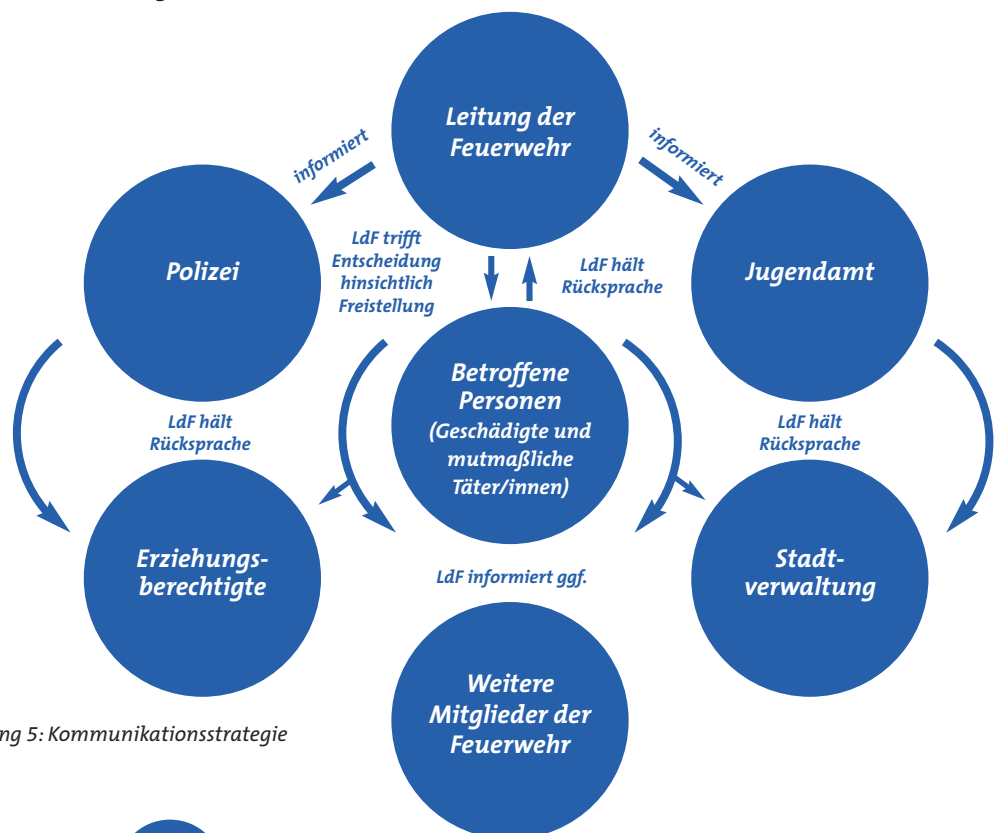 Leitung der
Feuerwehr
informiert
informiert
Polizei
LdF trifft
Entscheidung
hinsichtlich
Freistellung
LdF hält
Rücksprache
Jugendamt
Betroffene
Personen
(Geschädigte und
mutmaßliche
Täter/innen)
LdF hält
Rücksprache
LdF hält
Rücksprache
Erziehungs-
berechtigte
LdF informiert ggf.
Stadt-
verwaltung
Weitere
Mitglieder der
Feuerwehr
ng 5: Kommunikationsstrategie